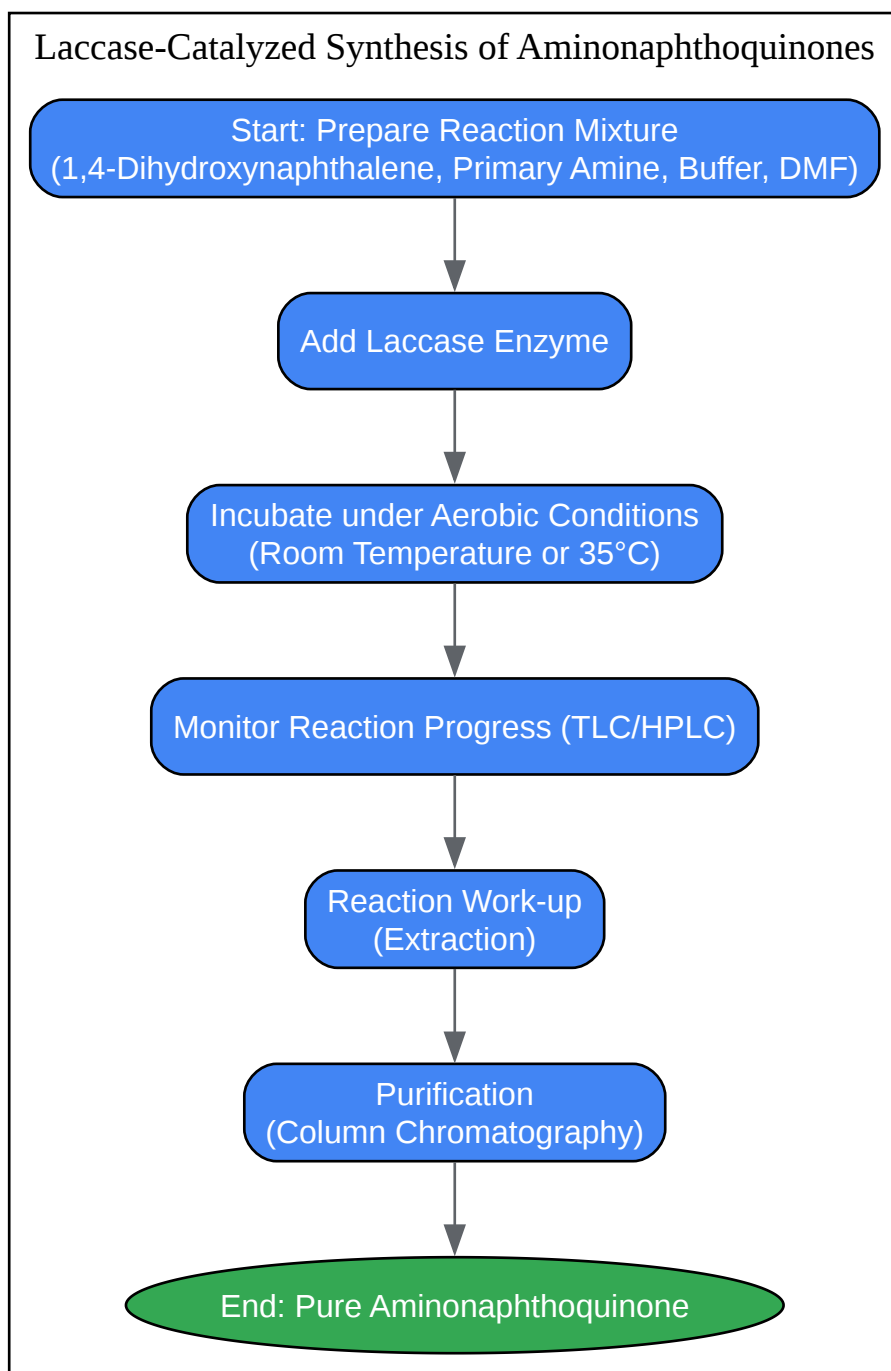 Laccase-Catalyzed Synthesis of Aminonaphthoquinones
Start: Prepare Reaction Mixture
(1,4-Dihydroxynaphthalene, Primary Amine, Buffer, DMF)
Add Laccase Enzyme
Incubate under Aerobic Conditions
(Room Temperature or 35°C)
Monitor Reaction Progress (TLC/HPLC)
Reaction Work-up
(Extraction)
Purification
(Column Chromatography)
End: Pure Aminonaphthoquinone